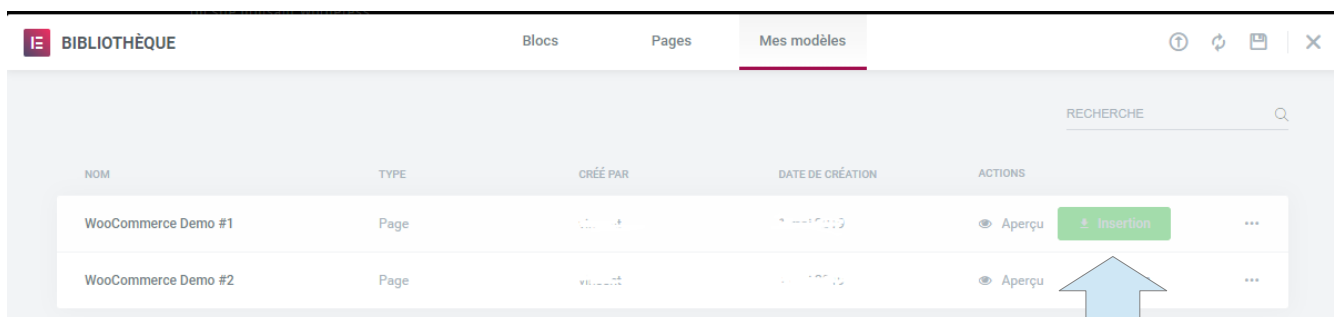 BIBLIOTHÈQUE Blocs Pages Mes modèles
RECHERCHE
NOM TYPE CRÉÉ PAR DATE DE CRÉATION ACTIONS
WooCommerce Demo #1 Page Aperçu Insertion
WooCommerce Demo #2 Page Aperçu